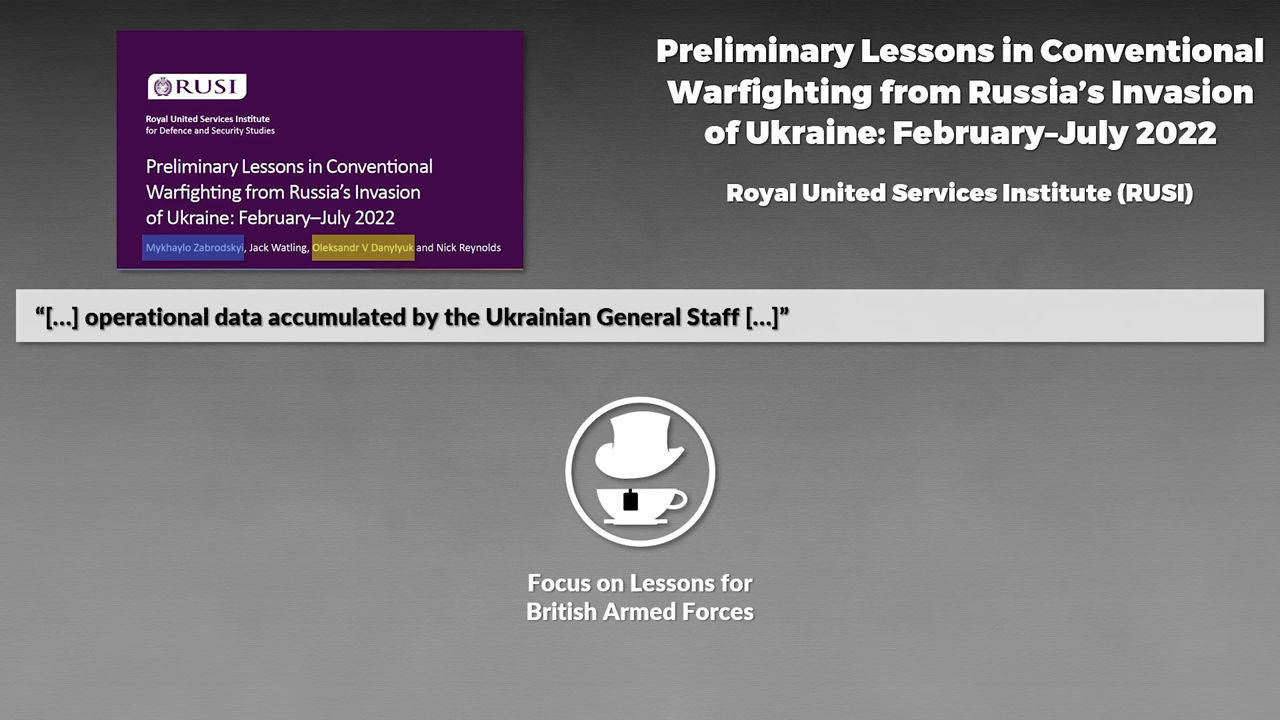 RUSI
Royal United Services Institute
for Defence and Security Studies
Preliminary Lessons in Conventional
Warfighting from Russia's Invasion
of Ukraine: February–July 2022
Mykhaylo Zabrodskyi, Jack Watling, Oleksandr V Danylyuk and Nick Reynolds
Preliminary Lessons in Conventional
Warfighting from Russia’s Invasion
of Ukraine: February–July 2022
Royal United Services Institute (RUSI)
“[…] operational data accumulated by the Ukrainian General Staff […]”
Focus on Lessons for
British Armed Forces